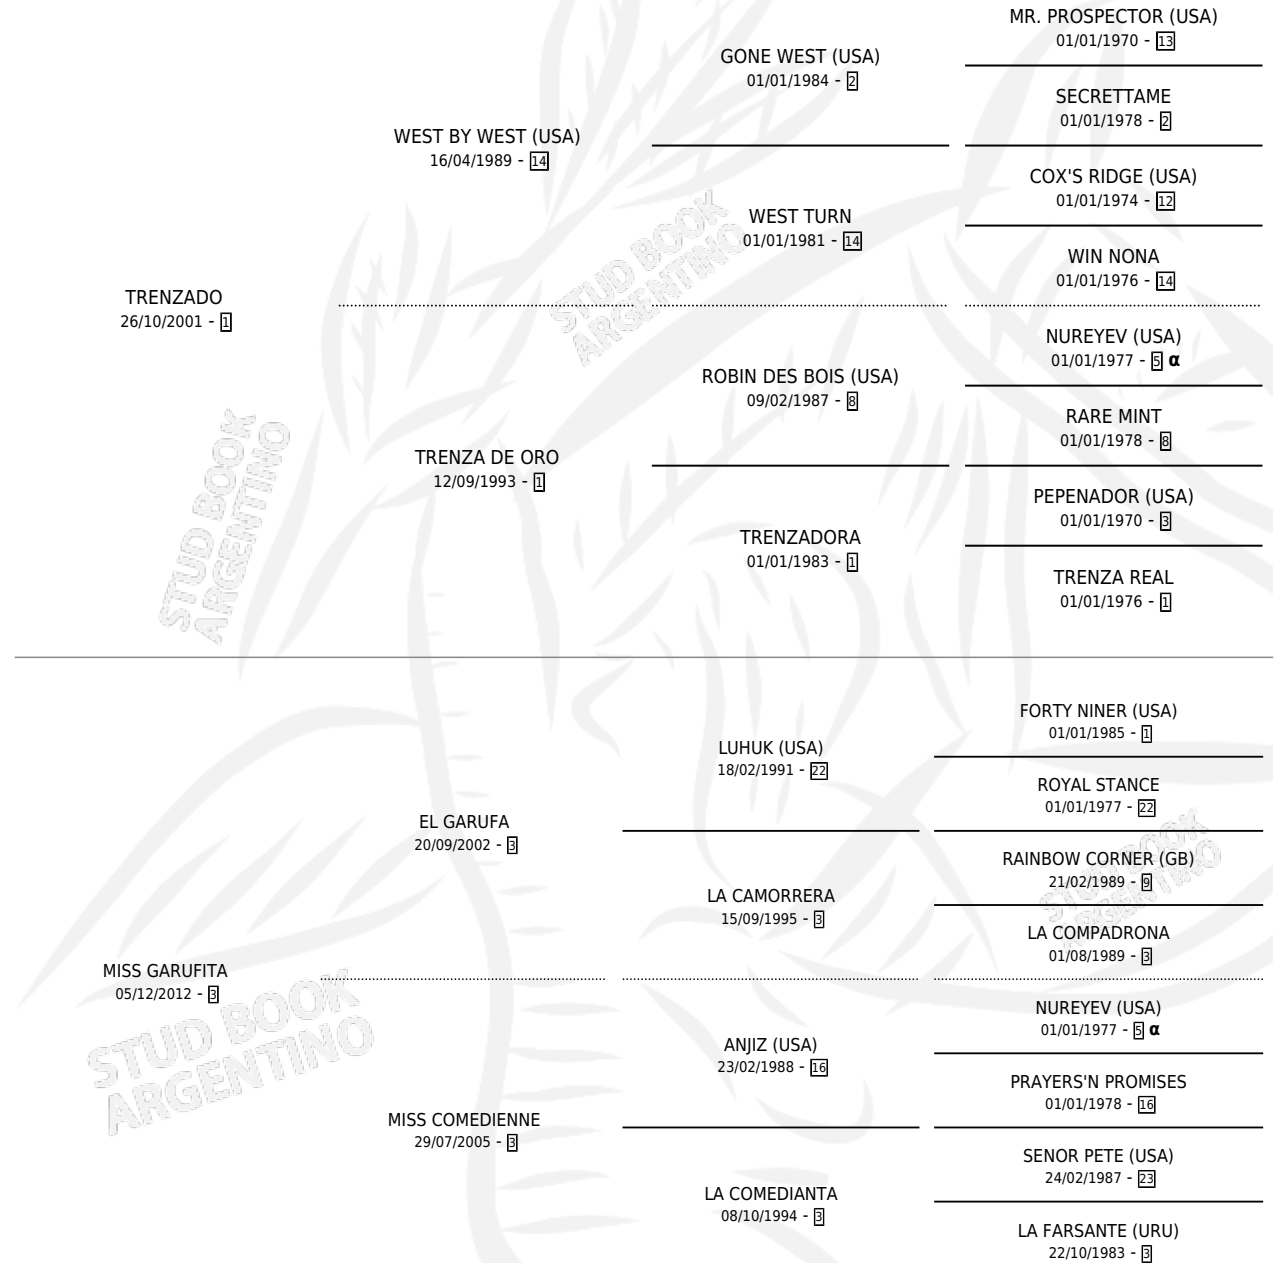 MR. PROSPECTOR (USA)
01/01/1970 - 13
GONE WEST (USA)
01/01/1984 - 2
SECRETTAME
01/01/1978 - 2
WEST BY WEST (USA)
16/04/1989 - 14
COX'S RIDGE (USA)
01/01/1974 - 12
WEST TURN
01/01/1981 - 14
WIN NONA
01/01/1976 - 14
TRENZADO
26/10/2001 - 1
NUREYEV (USA)
01/01/1977 - 5 α
ROBIN DES BOIS (USA)
09/02/1987 - 8
RARE MINT
01/01/1978 - 8
TRENZA DE ORO
12/09/1993 - 1
PEPENADOR (USA)
01/01/1970 - 3
TRENZADORA
01/01/1983 - 1
TRENZA REAL
01/01/1976 - 1
FORTY NINER (USA)
01/01/1985 - 1
LUHUK (USA)
18/02/1991 - 22
ROYAL STANCE
01/01/1977 - 22
EL GARUFA
20/09/2002 - 3
RAINBOW CORNER (GB)
21/02/1989 - 9
LA CAMORRERA
15/09/1995 - 3
LA COMPADRONA
01/08/1989 - 3
MISS GARUFITA
05/12/2012 - 3
NUREYEV (USA)
01/01/1977 - 5 α
ANJIZ (USA)
23/02/1988 - 16
PRAYERS'N PROMISES
01/01/1978 - 16
MISS COMEDIENNE
29/07/2005 - 3
SENOR PETE (USA)
24/02/1987 - 23
LA COMEDIANTA
08/10/1994 - 3
LA FARSANTE (URU)
22/10/1983 - 3
STUD BOOK
ARGENTINO
STUD BOOK
ARGENTINO
STUD BOOK
ARGENTINO
STUD BOOK
ARGENTINO